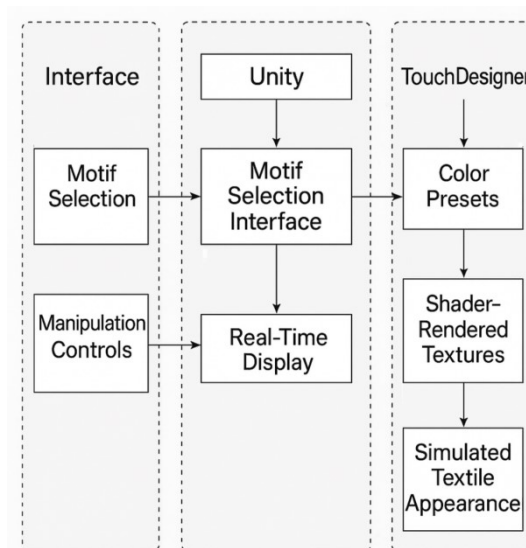 Interface
Motif
Selection
Manipulation
Controls
Unity
Motif
Selection
Interface
Real-Time
Display
TouchDesigner
Color
Presets
Shader–
Rendered
Textures
Simulated
Textile
Appearance